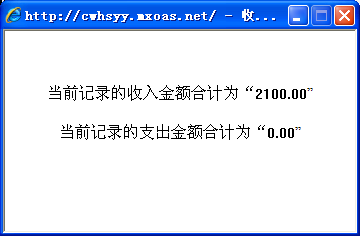 http://cwhsyy.mxoas.net/ - 收...
当前记录的收入金额合计为“2100.00”
当前记录的支出金额合计为“0.00”